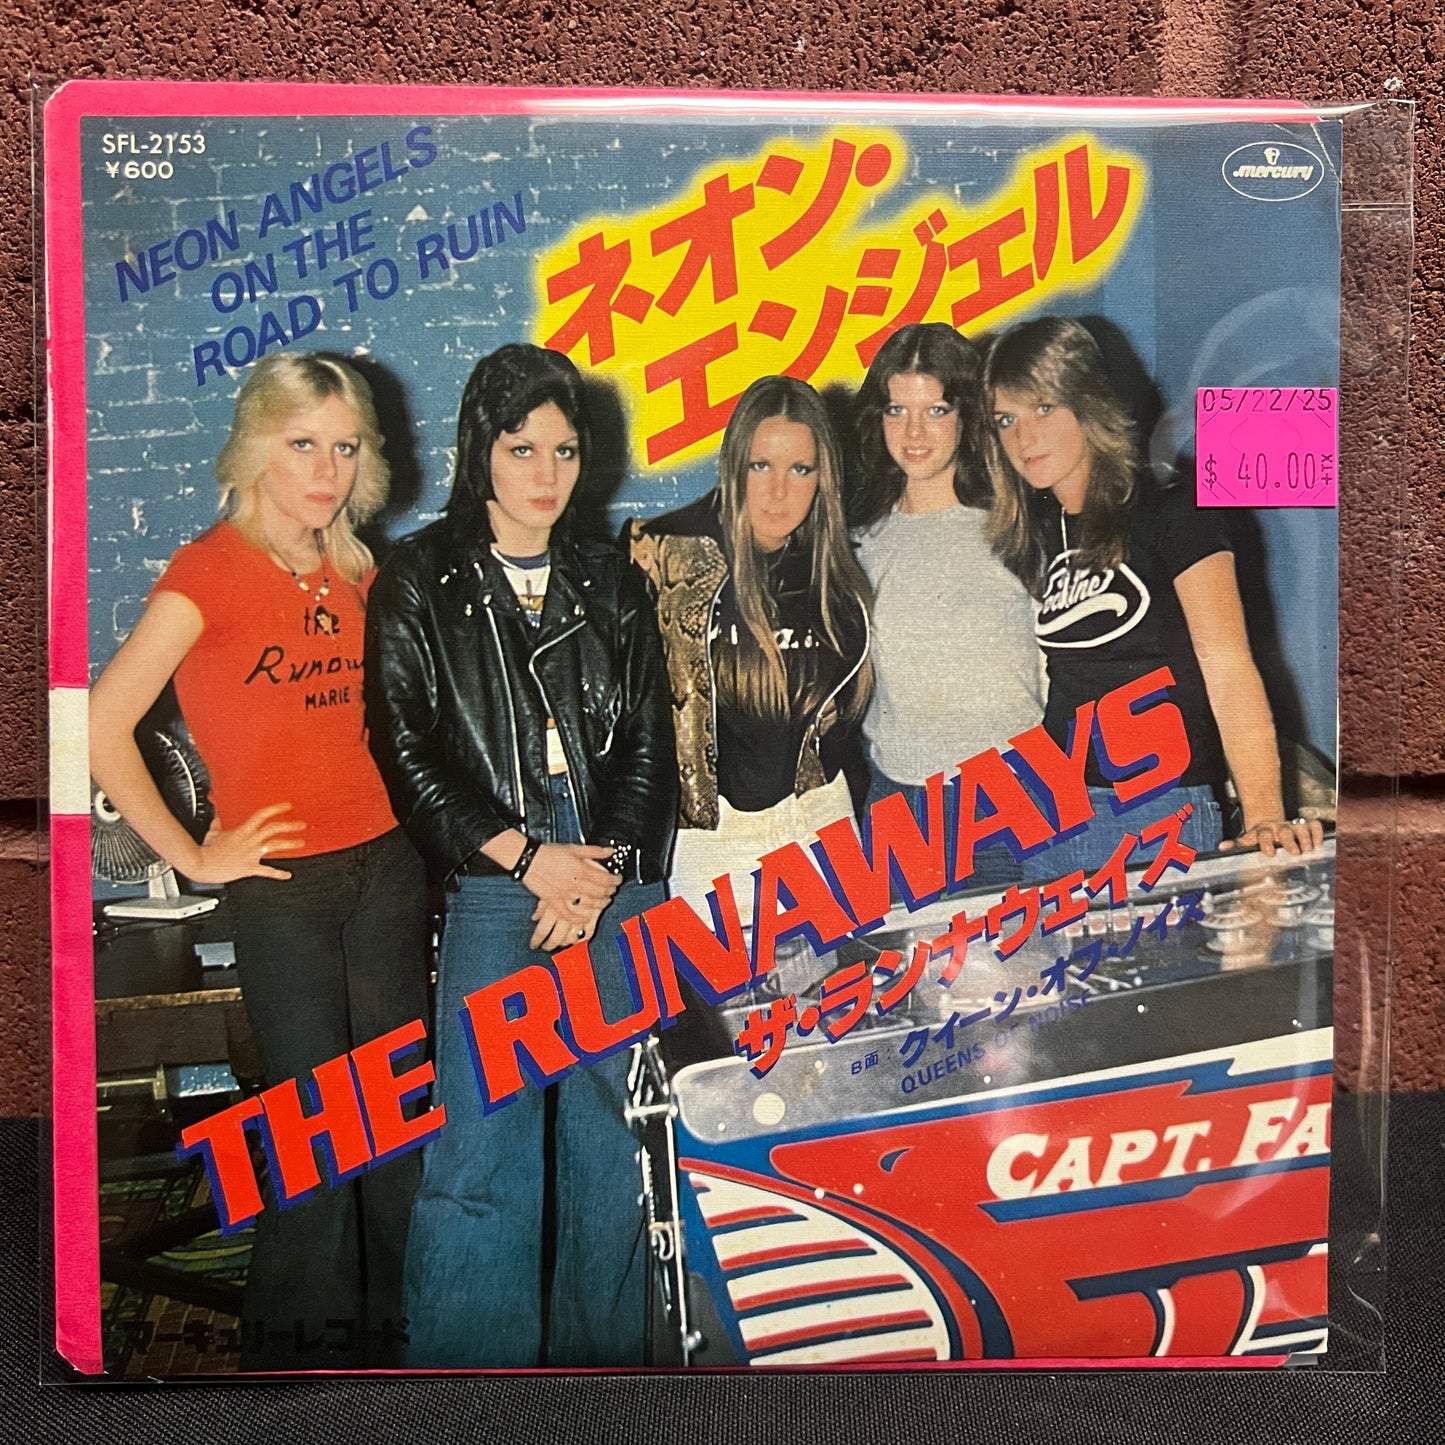 SFL-2153
¥600
NEON ANGELS
ON THE
ROAD TO RUIN
ネオン・
エンジェル
mercury
05/22/25
$ 40.00+TX
the
Runaw
MARIE
THE RUNAWAYS
ザ・ランナウェイズ
B面:クイーン・オブ・ノイズ
QUEENS OF NOISE
CAPT. FA
マーキュリーレコード